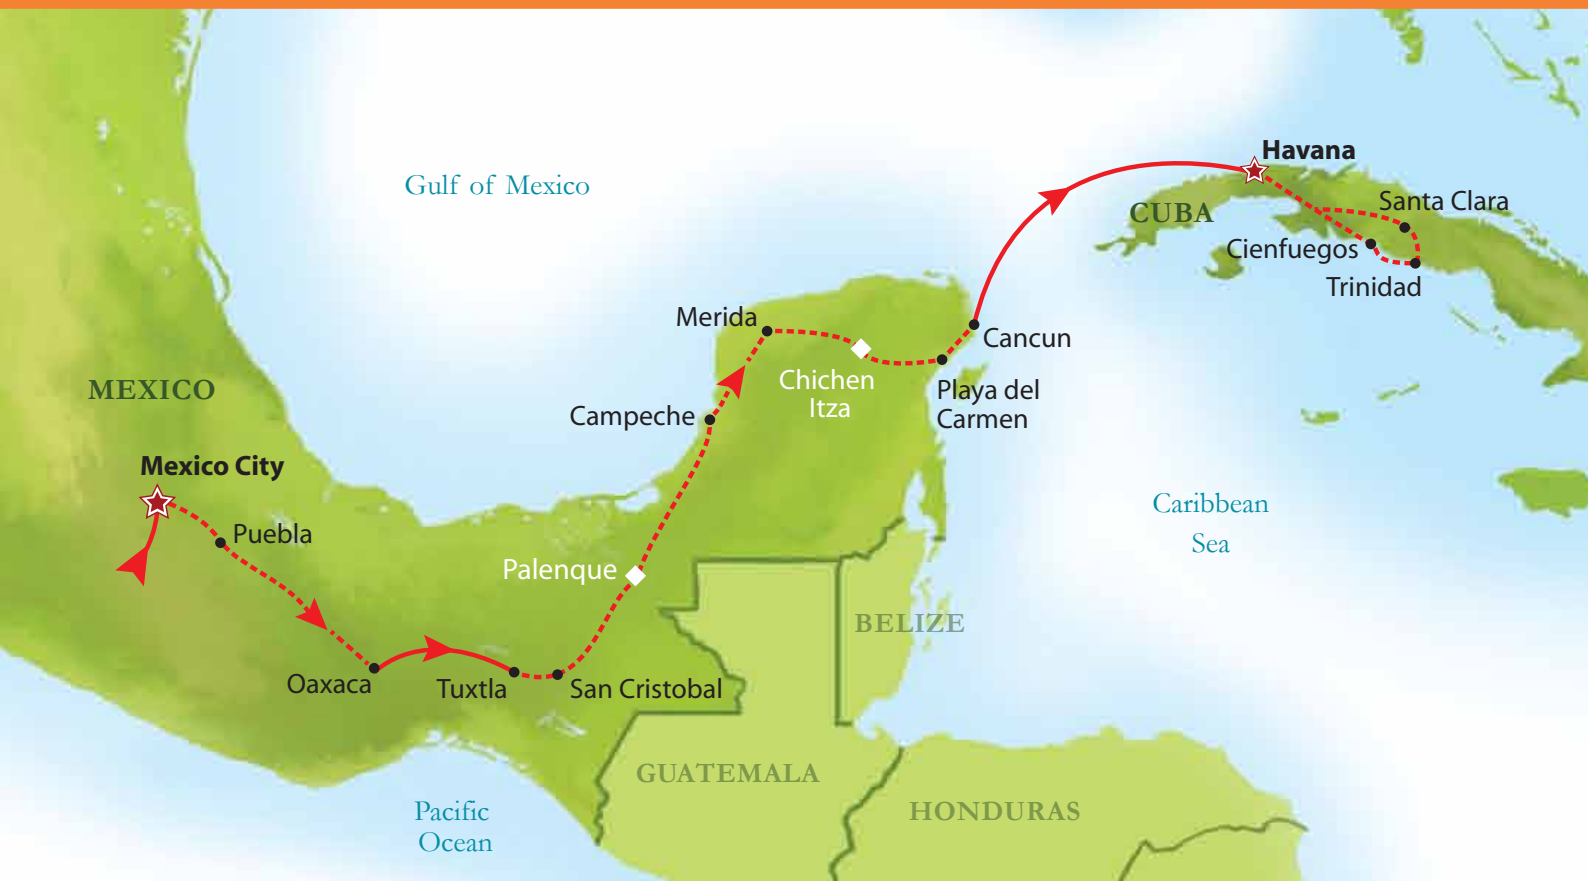 Havana
Gulf of Mexico
Santa Clara
CUBA
Cienfuegos
Trinidad
Merida
Cancun
MEXICO
Chichen
Itza
Playa del
Carmen
Campeche
Mexico City
Caribbean
Sea
Puebla
Palenque
BELIZE
Oaxaca
Tuxtla
San Cristobal
GUATEMALA
HONDURAS
Pacific
Ocean